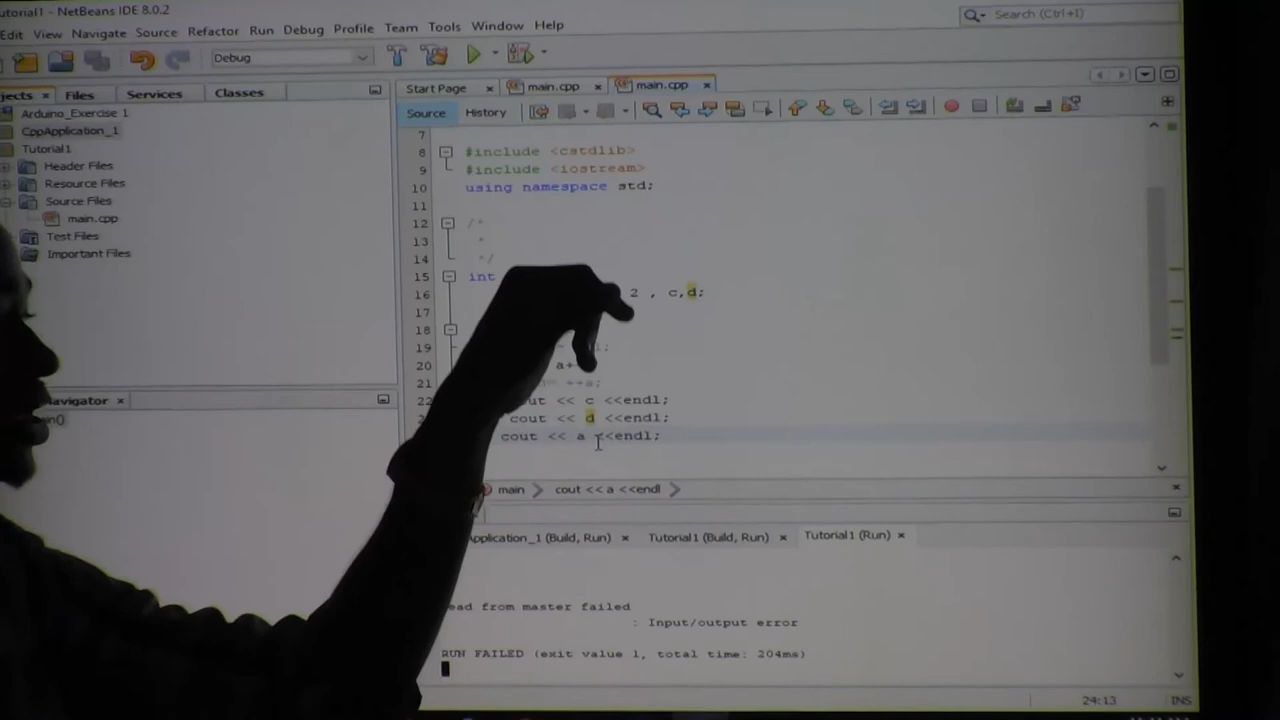 utorial1 - NetBeans IDE 8.0.2
Search (Ctrl+I)
Edit View Navigate Source Refactor Run Debug Profile Team Tools Window Help
Debug
jects × Files Services Classes
Start Page × main.cpp × main.cpp ×
Source History
Arduino_Exercise 1
CppApplication_1
Tutorial1
Header Files
Resource Files
Source Files
main.cpp
Test Files
Important Files
avigator ×
7
8 #include <cstdlib>
9 #include <iostream>
10 using namespace std;
11
12 /*
13 *
14 */
15 int
16 2 , c,d;
17
18
19
20 a+
21 ++a;
22 ut << c <<endl;
cout << d <<endl;
cout << a <<endl;
main cout << a <<endl
pplication_1 (Build, Run) × Tutorial1 (Build, Run) × Tutorial1 (Run) ×
ead from master failed
: Input/output error
RUN FAILED (exit value 1, total time: 204ms)
24:13 INS